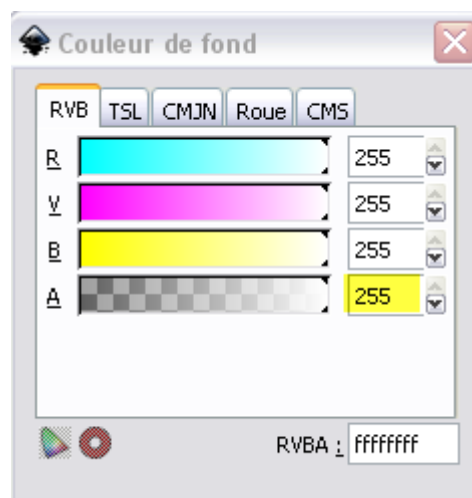 Couleur de fond
RVB TSL CMJN Roue CMS
R 255
V 255
B 255
A 255
RVBA : ffffffff